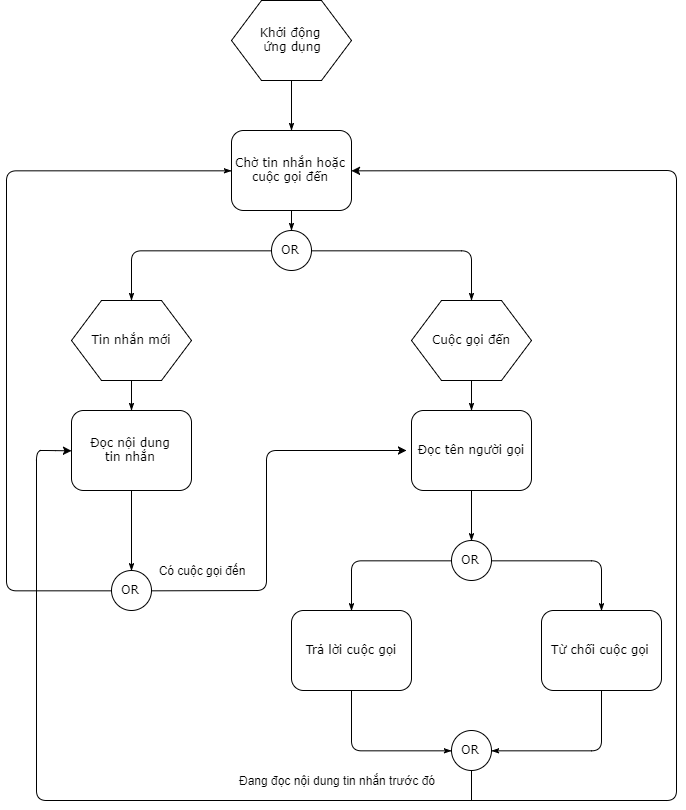 Khởi động
ứng dụng
Chờ tin nhắn hoặc
cuộc gọi đến
OR
Tin nhắn mới
Cuộc gọi đến
Đọc nội dung
tin nhắn
Đọc tên người gọi
OR
Có cuộc gọi đến
OR
Trả lời cuộc gọi
Từ chối cuộc gọi
OR
Đang đọc nội dung tin nhắn trước đó